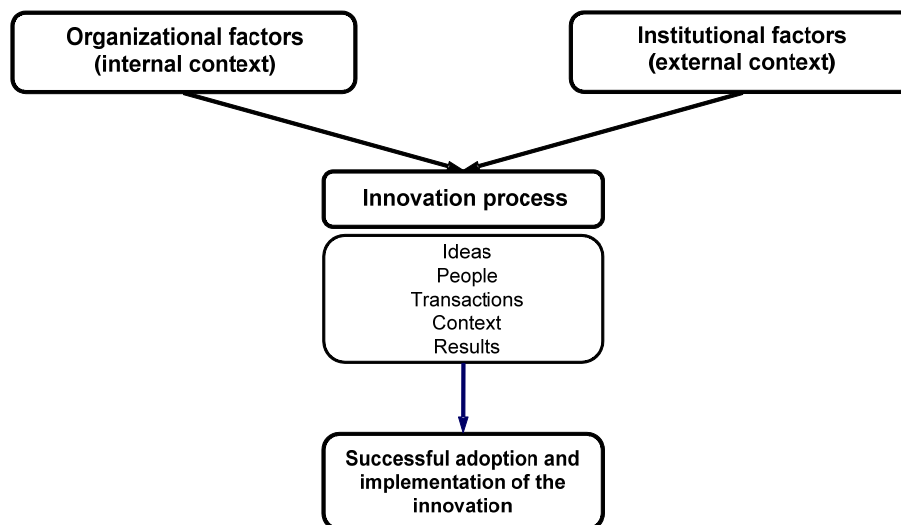 Organizational factors
(internal context)
Institutional factors
(external context)
Innovation process
Ideas
People
Transactions
Context
Results
Successful adoption and
implementation of the
innovation